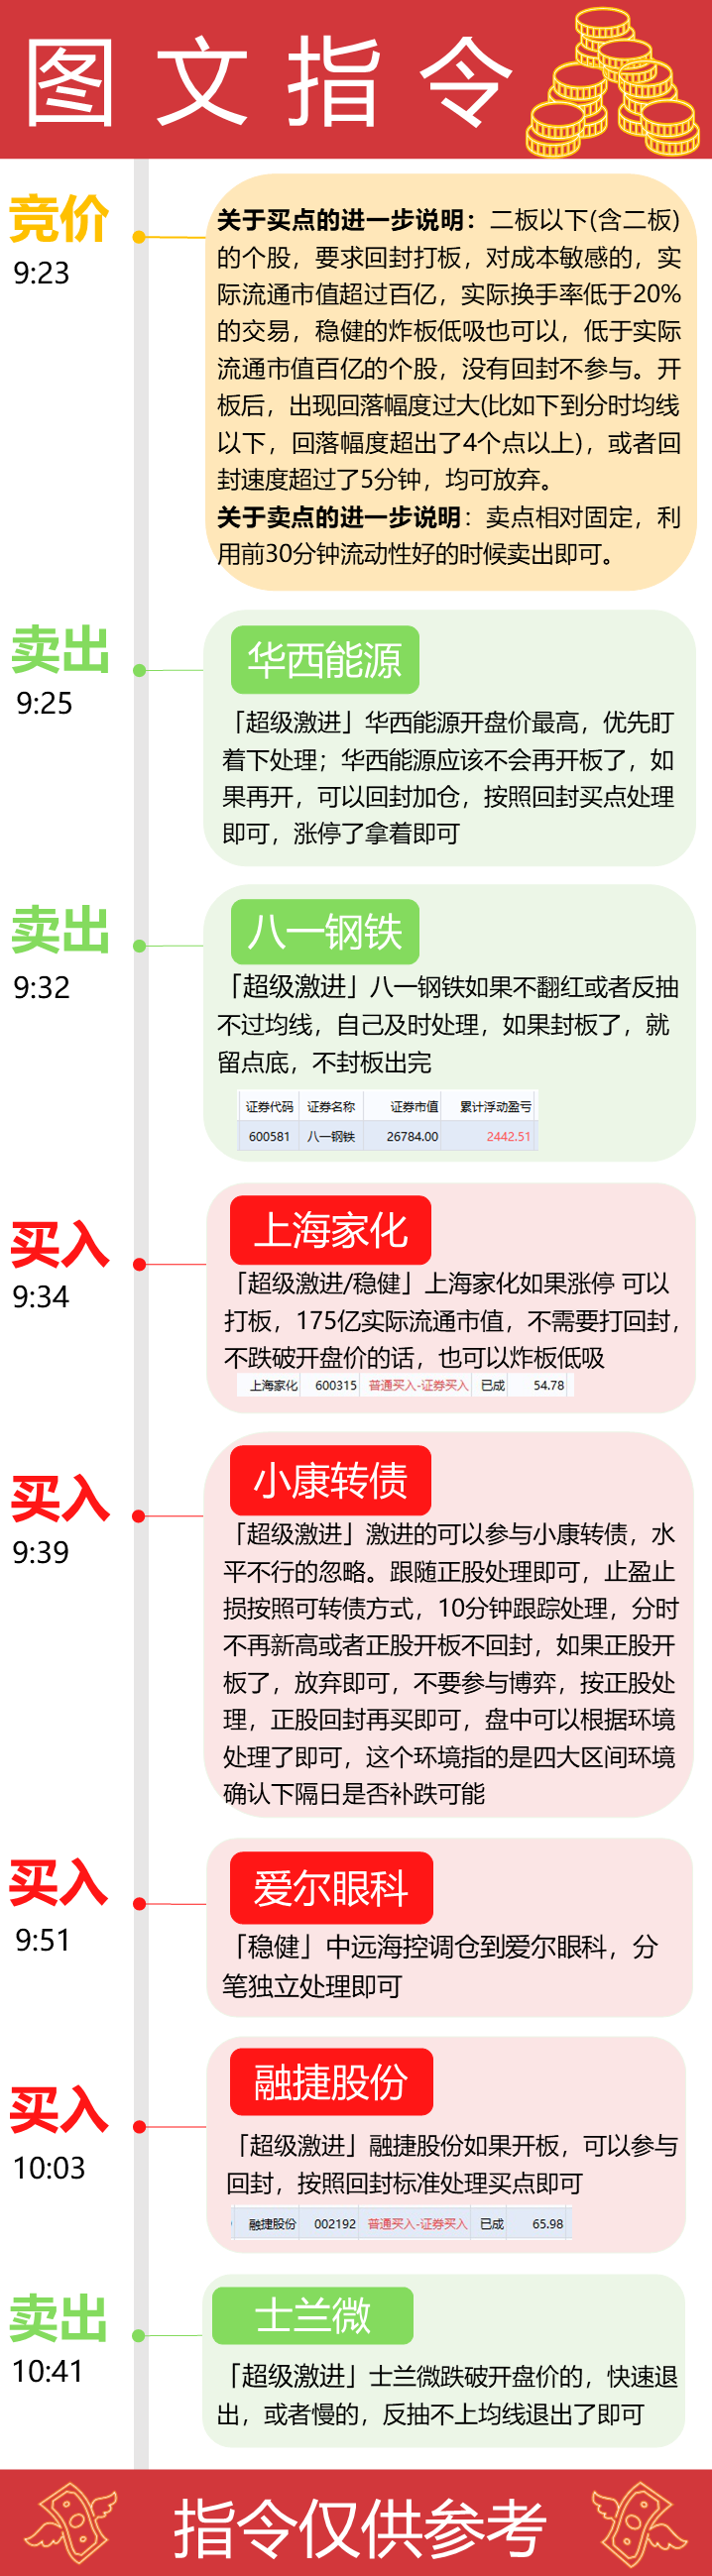 图文指令
竞价
9:23
关于买点的进一步说明：二板以下(含二板)
的个股，要求回封打板，对成本敏感的，实
际流通市值超过百亿，实际换手率低于20%
的交易，稳健的炸板低吸也可以，低于实际
流通市值百亿的个股，没有回封不参与。开
板后，出现回落幅度过大(比如下到分时均线
以下，回落幅度超出了4个点以上)，或者回
封速度超过了5分钟，均可放弃。
关于卖点的进一步说明：卖点相对固定，利
用前30分钟流动性好的时候卖出即可。
卖出
9:25
华西能源
「超级激进」华西能源开盘价最高，优先盯
着下处理；华西能源应该不会再开板了，如
果再开，可以回封加仓，按照回封买点处理
即可，涨停了拿着即可
卖出
9:32
八一钢铁
「超级激进」八一钢铁如果不翻红或者反抽
不过均线，自己及时处理，如果封板了，就
留点底，不封板出完
证券代码 证券名称 证券市值 累计浮动盈亏
600581 八一钢铁 26784.00 2442.51
买入
9:34
上海家化
「超级激进/稳健」上海家化如果涨停 可以
打板，175亿实际流通市值，不需要打回封，
不跌破开盘价的话，也可以炸板低吸
上海家化 600315 普通买入-证券买入 已成 54.78
买入
9:39
小康转债
「超级激进」激进的可以参与小康转债，水
平不行的忽略。跟随正股处理即可，止盈止
损按照可转债方式，10分钟跟踪处理，分时
不再新高或者正股开板不回封，如果正股开
板了，放弃即可，不要参与博弈，按正股处
理，正股回封再买即可，盘中可以根据环境
处理了即可，这个环境指的是四大区间环境
确认下隔日是否补跌可能
买入
9:51
爱尔眼科
「稳健」中远海控调仓到爱尔眼科，分
笔独立处理即可
买入
10:03
融捷股份
「超级激进」融捷股份如果开板，可以参与
回封，按照回封标准处理买点即可
融捷股份 002192 普通买入-证券买入 已成 65.98
卖出
10:41
士兰微
「超级激进」士兰微跌破开盘价的，快速退
出，或者慢的，反抽不上均线退出了即可
指令仅供参考